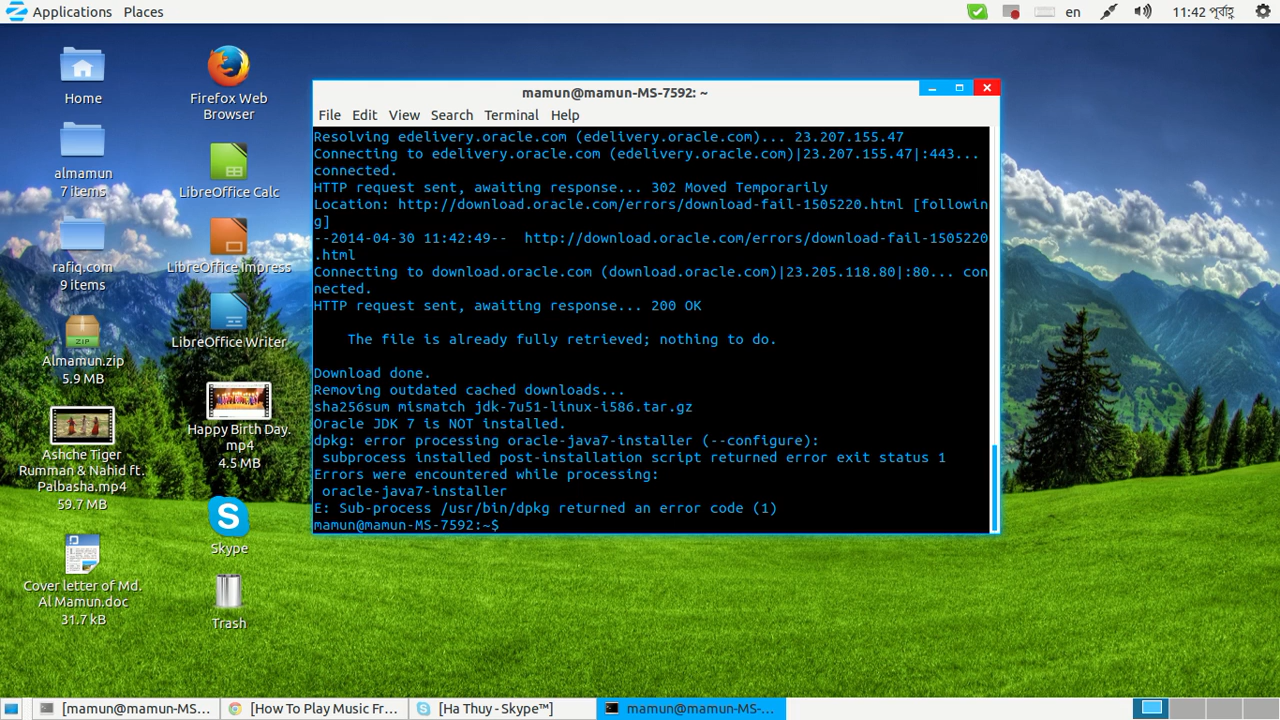 Applications Places
en
11:42 পূর্বাহ্ণ
Home
almamun
7 items
rafiq.com
9 items
ZIP
Almamun.zip
5.9 MB
Ashche Tiger
Rumman & Nahid ft.
Palbasha.mp4
59.7 MB
Cover letter of Md.
Al Mamun.doc
31.7 kB
Firefox Web
Browser
LibreOffice Calc
LibreOffice Impress
LibreOffice Writer
Happy Birth Day.
mp4
4.5 MB
Skype
Trash
mamun@mamun-MS-7592: ~
File Edit View Search Terminal Help
Resolving edelivery.oracle.com (edelivery.oracle.com)... 23.207.155.47
Connecting to edelivery.oracle.com (edelivery.oracle.com)|23.207.155.47|:443...
connected.
HTTP request sent, awaiting response... 302 Moved Temporarily
Location: http://download.oracle.com/errors/download-fail-1505220.html [followin
g]
--2014-04-30 11:42:49--  http://download.oracle.com/errors/download-fail-1505220
.html
Connecting to download.oracle.com (download.oracle.com)|23.205.118.80|:80... con
nected.
HTTP request sent, awaiting response... 200 OK
The file is already fully retrieved; nothing to do.
Download done.
Removing outdated cached downloads...
sha256sum mismatch jdk-7u51-linux-i586.tar.gz
Oracle JDK 7 is NOT installed.
dpkg: error processing oracle-java7-installer (--configure):
subprocess installed post-installation script returned error exit status 1
Errors were encountered while processing:
oracle-java7-installer
E: Sub-process /usr/bin/dpkg returned an error code (1)
mamun@mamun-MS-7592:~$
[mamun@mamun-MS...
[How To Play Music Fr...
[Ha Thuy - Skype™]
mamun@mamun-MS-...